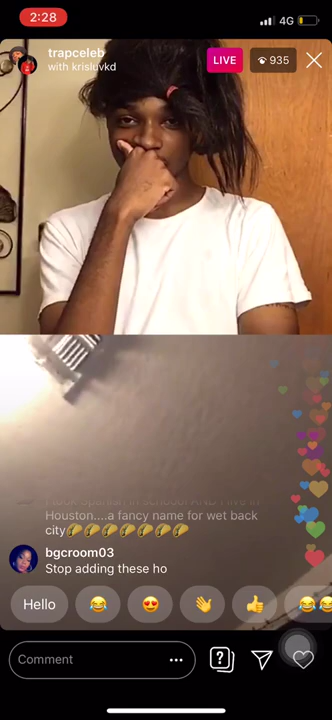 2:28
4G
trapceleb
with krisluvkd
LIVE
935
I took Spanish in school! AND I live in
Houston....a fancy name for wet back
city🌮🌮🌮🌮🌮🌮🌮
bgcroom03
Stop adding these ho
Hello
Comment